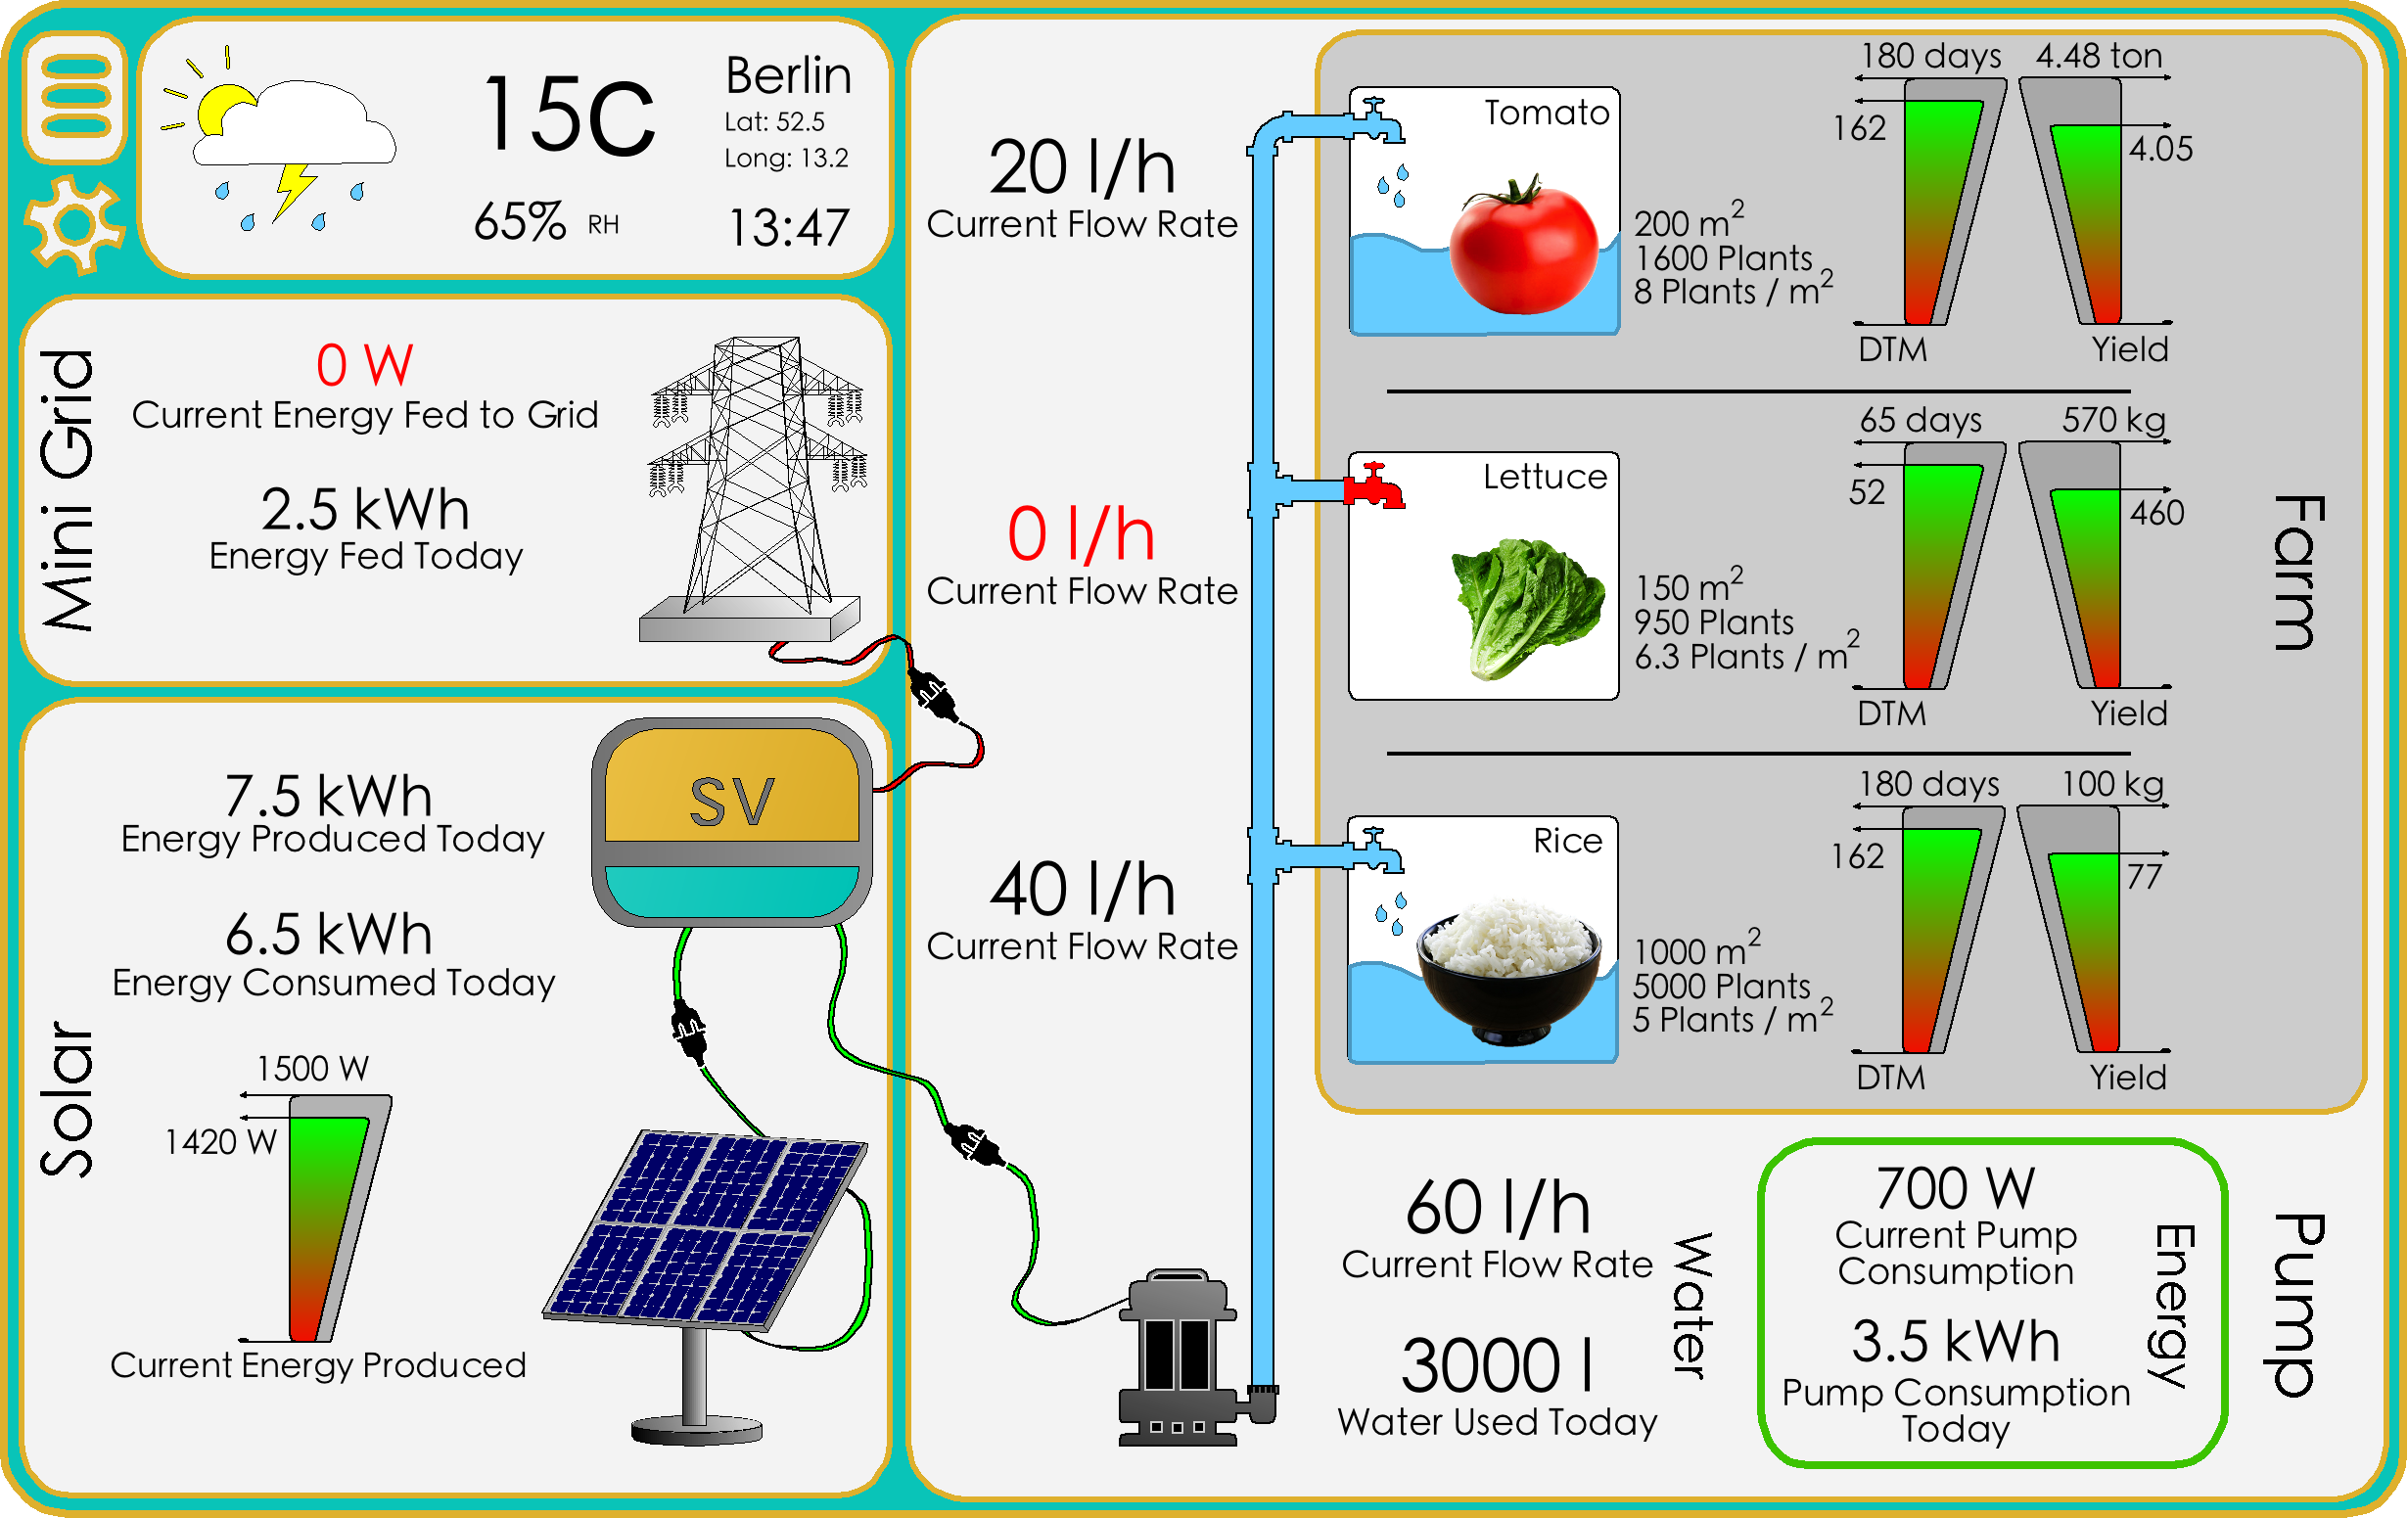 15C
65% RH
Berlin
Lat: 52.5
Long: 13.2
13:47
Mini Grid
0 W
Current Energy Fed to Grid
2.5 kWh
Energy Fed Today
Solar
7.5 kWh
Energy Produced Today
6.5 kWh
Energy Consumed Today
1500 W
1420 W
Current Energy Produced
SV
20 l/h
Current Flow Rate
0 l/h
Current Flow Rate
40 l/h
Current Flow Rate
Farm
Tomato
200 m²
1600 Plants
8 Plants / m²
180 days
162
DTM
4.48 ton
4.05
Yield
Lettuce
150 m²
950 Plants
6.3 Plants / m²
65 days
52
DTM
570 kg
460
Yield
Rice
1000 m²
5000 Plants
5 Plants / m²
180 days
162
DTM
100 kg
77
Yield
Pump
60 l/h
Current Flow Rate
3000 l
Water Used Today
Water
700 W
Current Pump
Consumption
3.5 kWh
Pump Consumption
Today
Energy